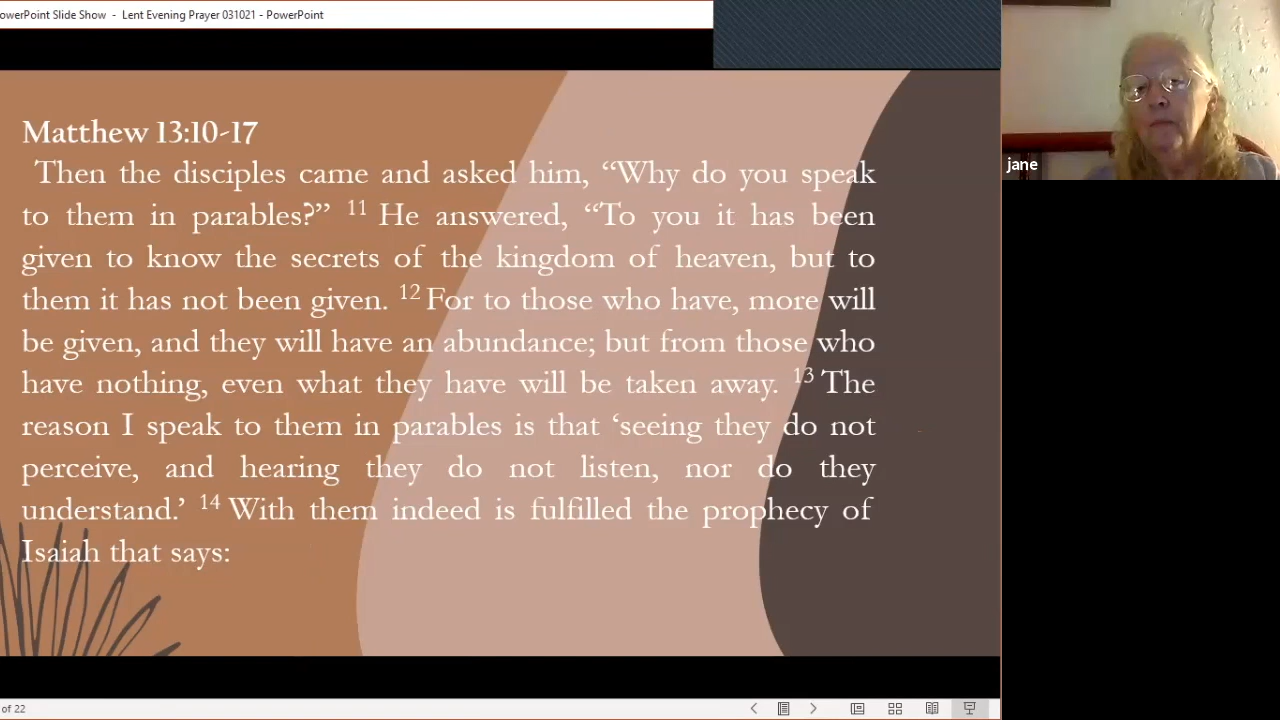 owerPoint Slide Show - Lent Evening Prayer 031021 - PowerPoint
Matthew 13:10-17
Then the disciples came and asked him, “Why do you speak
to them in parables?” 11 He answered, “To you it has been
given to know the secrets of the kingdom of heaven, but to
them it has not been given. 12 For to those who have, more will
be given, and they will have an abundance; but from those who
have nothing, even what they have will be taken away. 13 The
reason I speak to them in parables is that ‘seeing they do not
perceive, and hearing they do not listen, nor do they
understand.’ 14 With them indeed is fulfilled the prophecy of
Isaiah that says:
jane
of 22